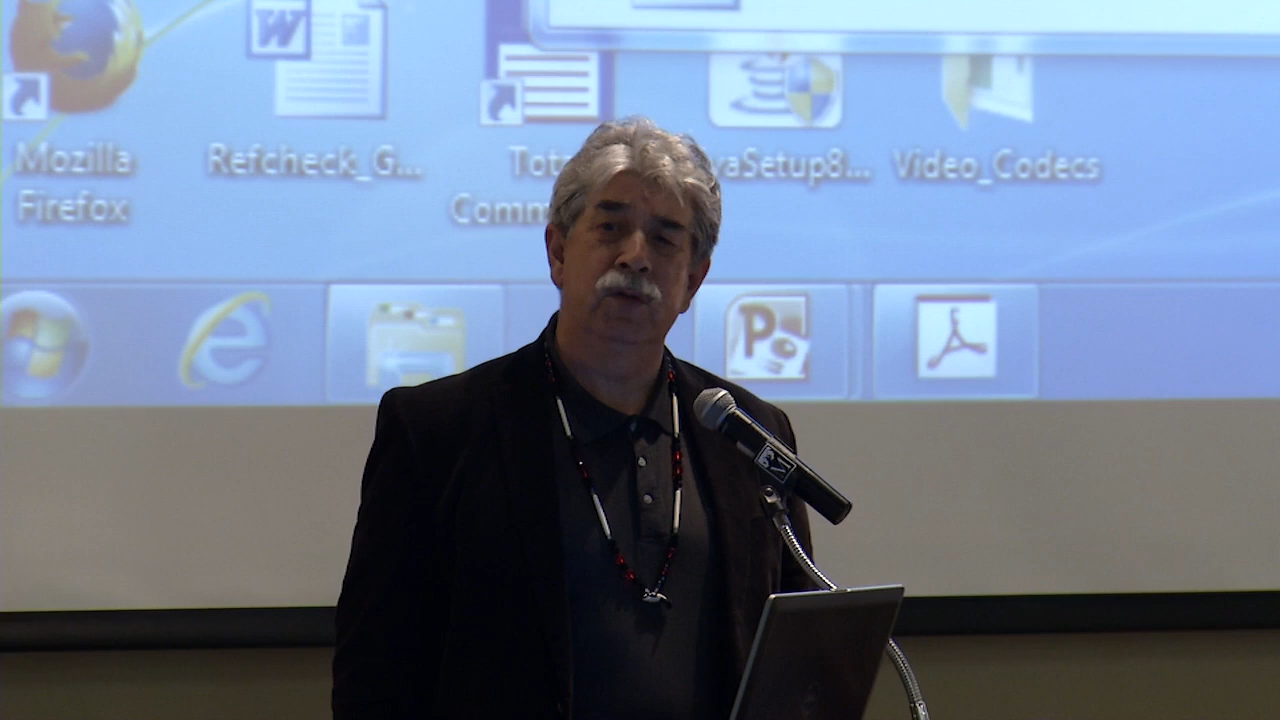 Mozilla
Firefox
Refcheck_G...
Tot
Comm
vaSetup8...
Video_Codecs
W
e
P
M